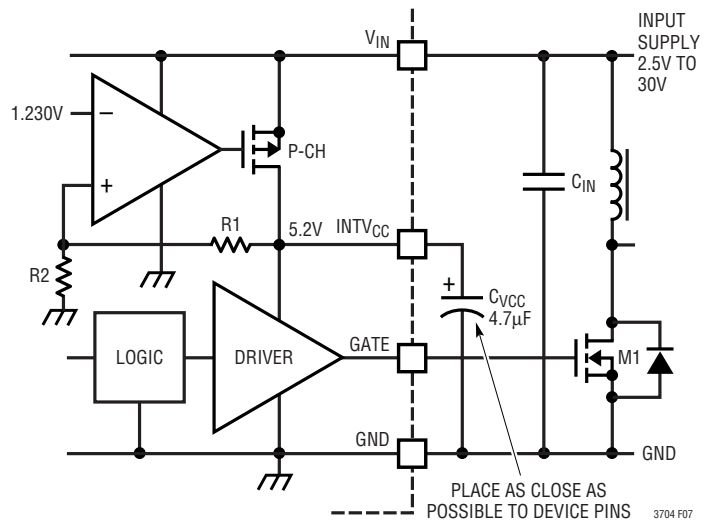 V_IN
INPUT
SUPPLY
2.5V TO
30V
1.230V
−
+
P-CH
C_IN
R1
5.2V
INTV_CC
R2
+
C_VCC
4.7µF
LOGIC
DRIVER
GATE
M1
GND
GND
PLACE AS CLOSE AS
POSSIBLE TO DEVICE PINS
3704 F07